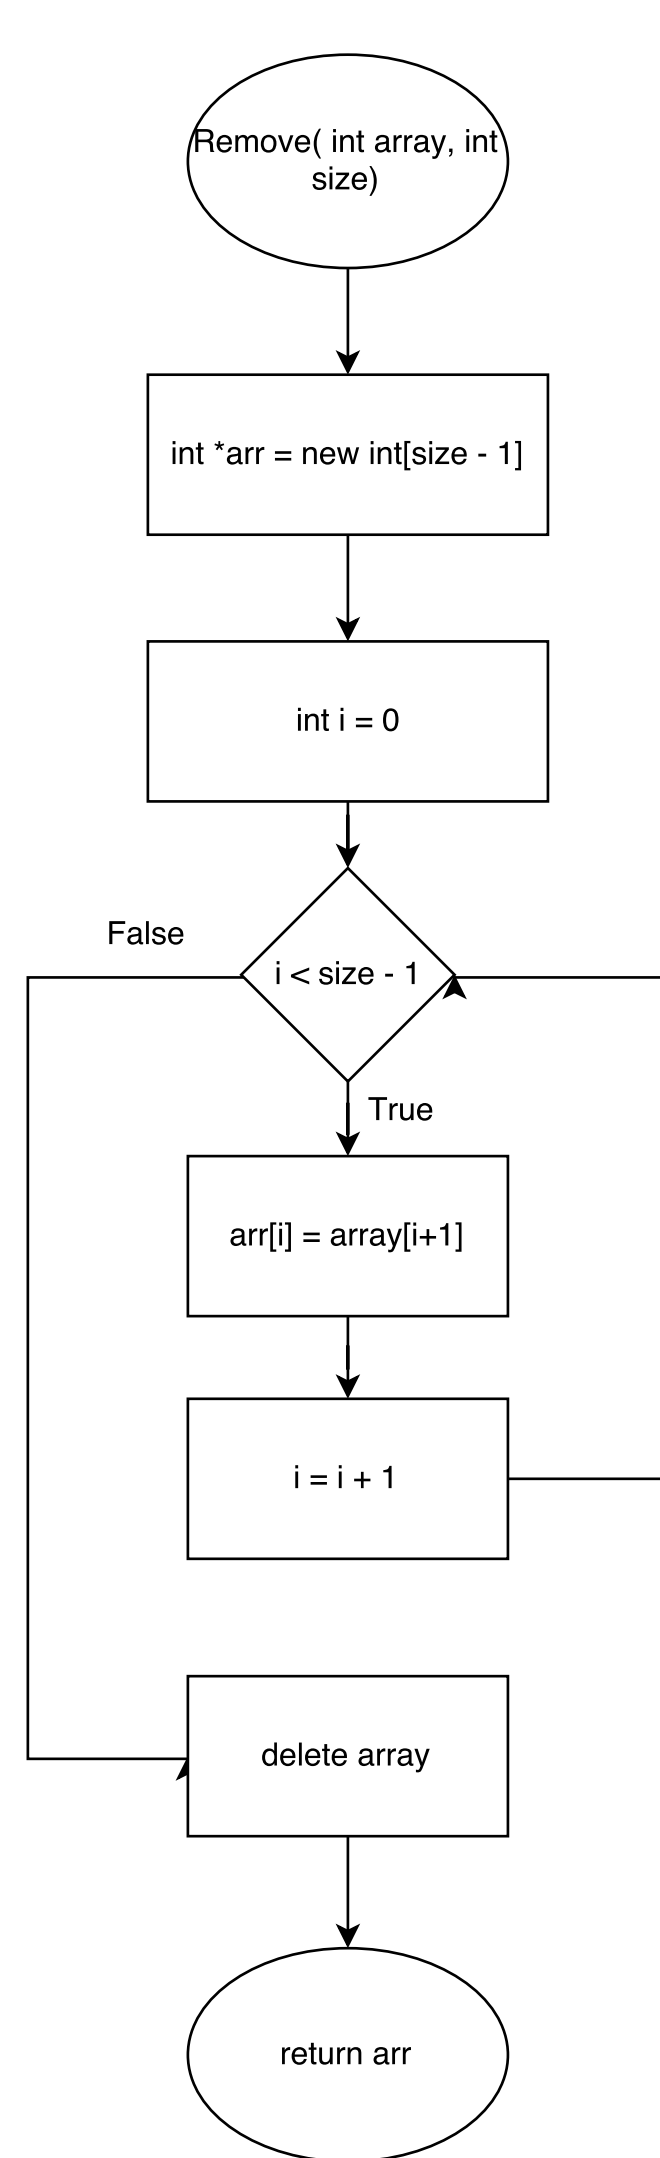 Remove( int array, int
size)
int *arr = new int[size - 1]
int i = 0
False
i < size - 1
True
arr[i] = array[i+1]
i = i + 1
delete array
return arr